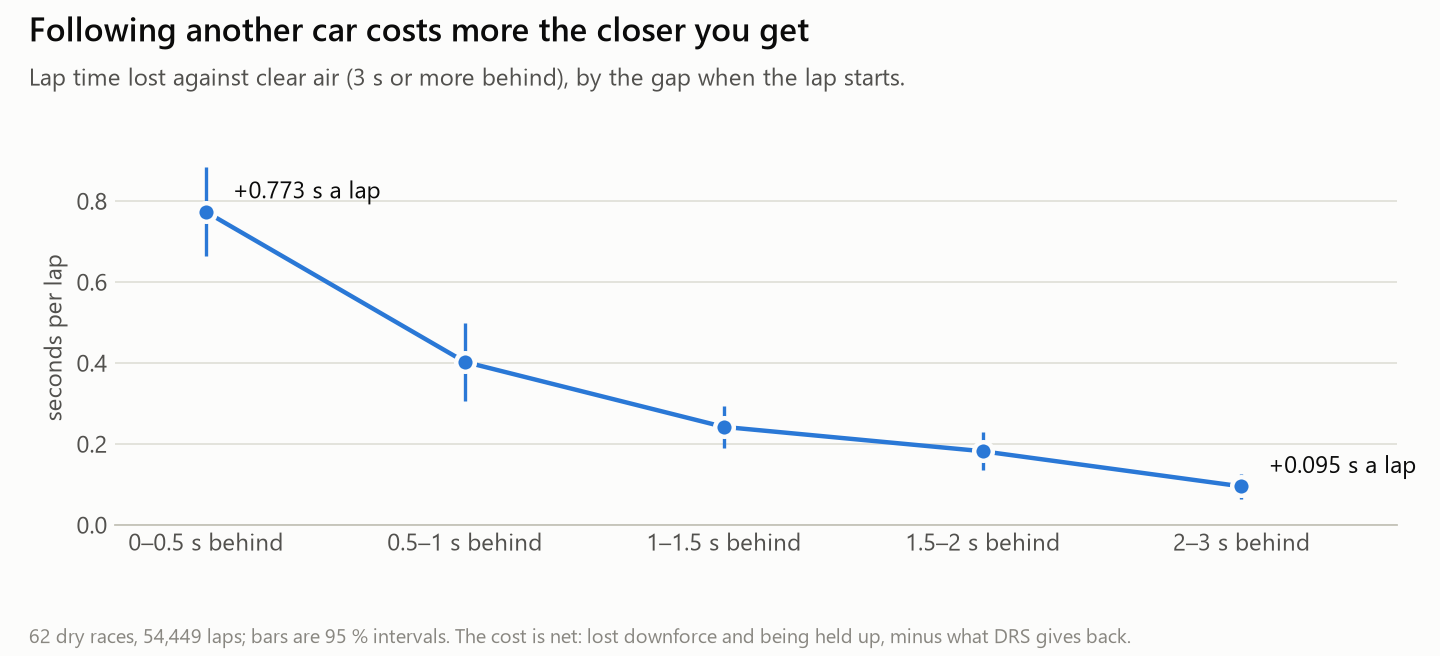 Following another car costs more the closer you get
Lap time lost against clear air (3 s or more behind), by the gap when the lap starts.
+0.773 s a lap
0.8
0.6
0.4
0.2
0.0
seconds per lap
+0.095 s a lap
0–0.5 s behind
0.5–1 s behind
1–1.5 s behind
1.5–2 s behind
2–3 s behind
62 dry races, 54,449 laps; bars are 95 % intervals. The cost is net: lost downforce and being held up, minus what DRS gives back.